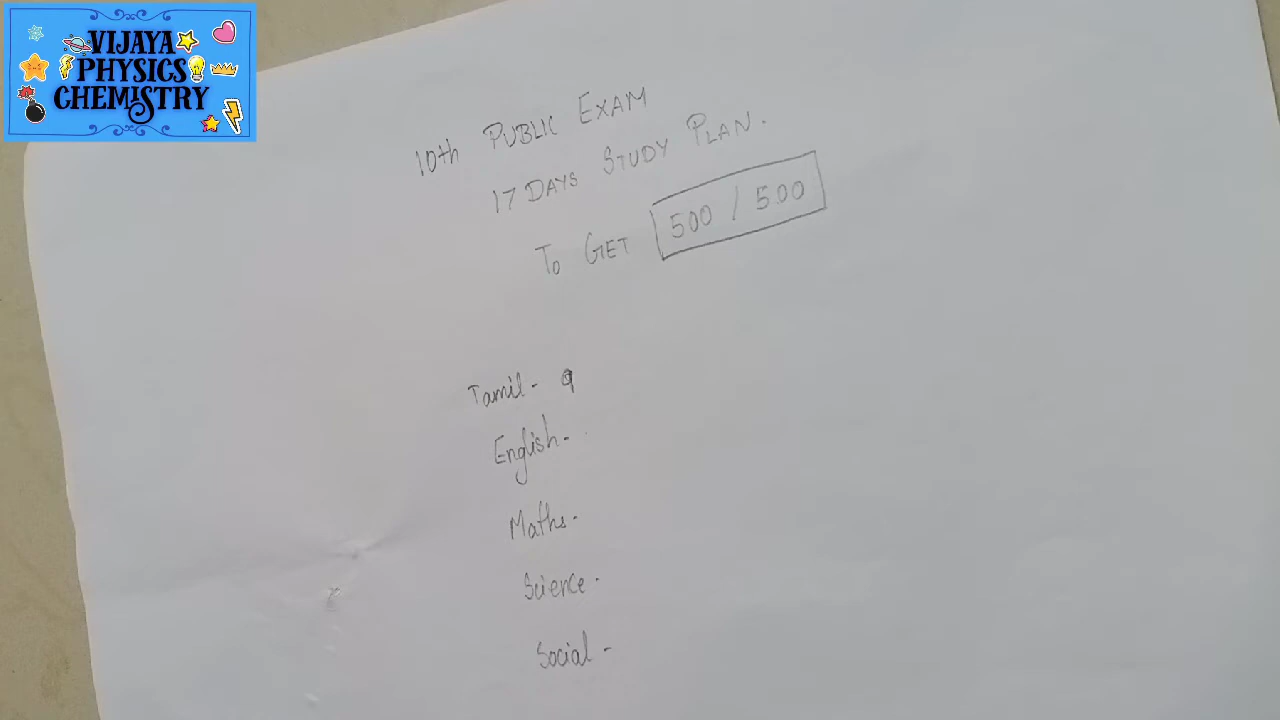 VIJAYA
PHYSICS
CHEMISTRY
10th PUBLIC EXAM
17 DAYS STUDY PLAN.
To GET 500 / 500
Tamil - 9
English -
Maths -
Science -
Social -